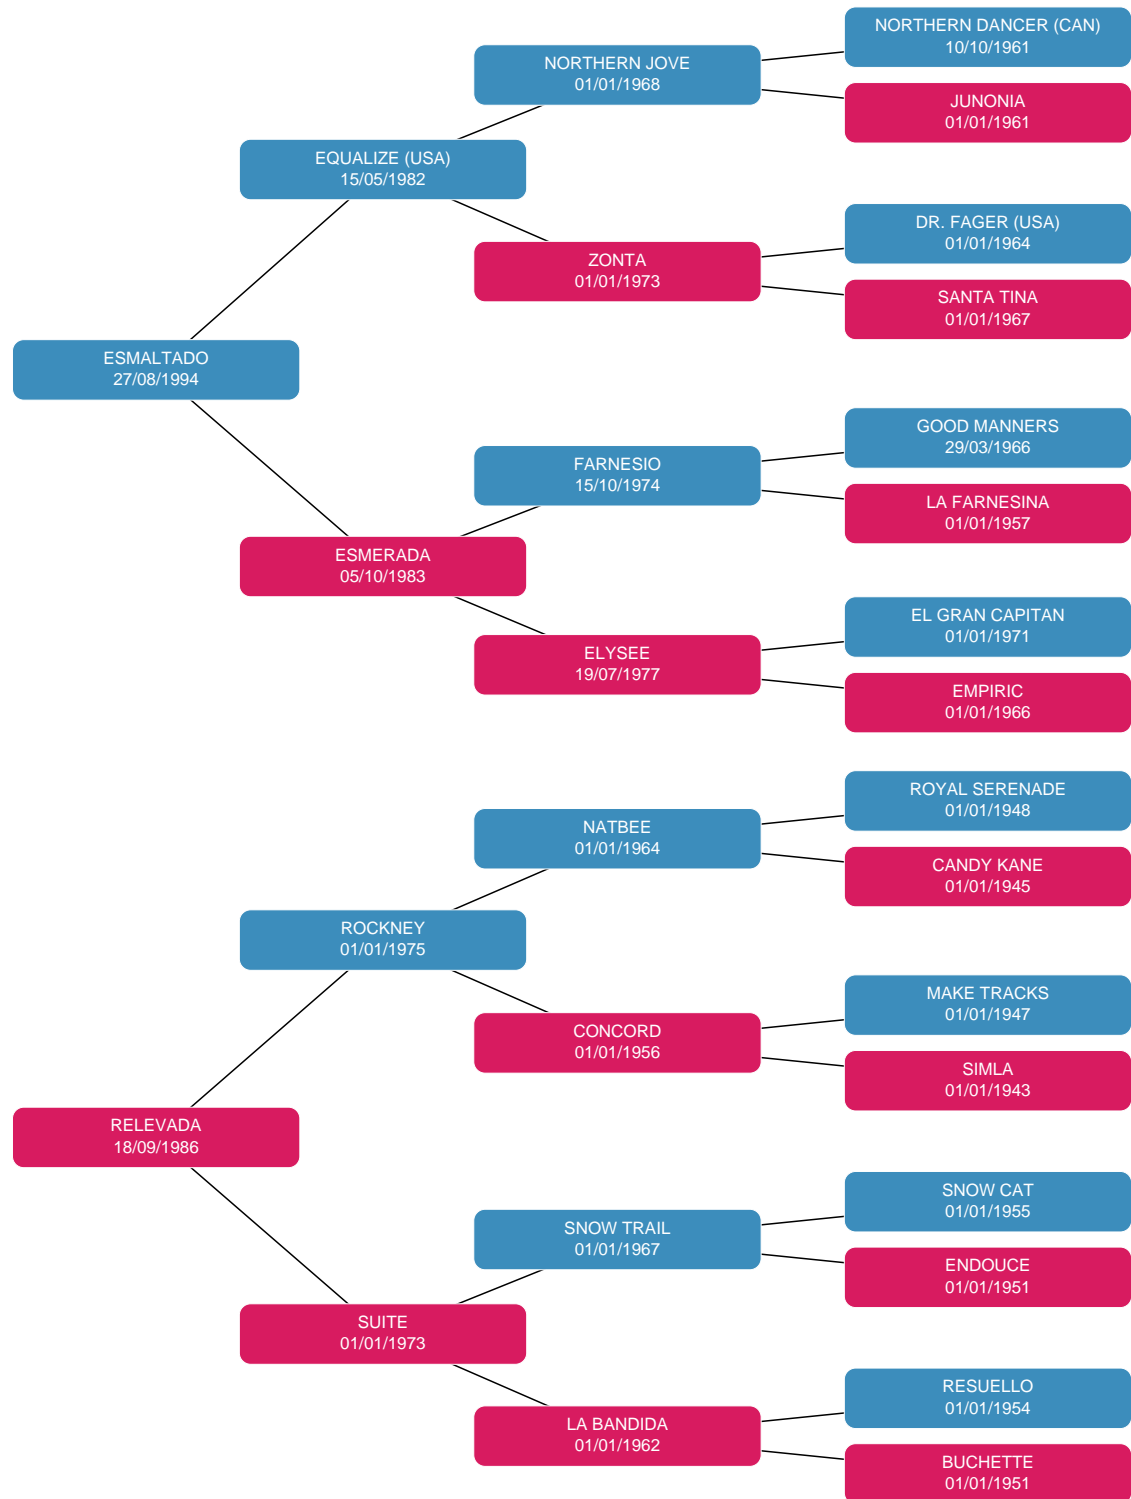 NORTHERN DANCER (CAN)
10/10/1961
NORTHERN JOVE
01/01/1968
JUNONIA
01/01/1961
EQUALIZE (USA)
15/05/1982
DR. FAGER (USA)
01/01/1964
ZONTA
01/01/1973
SANTA TINA
01/01/1967
ESMALTADO
27/08/1994
GOOD MANNERS
29/03/1966
FARNESIO
15/10/1974
LA FARNESINA
01/01/1957
ESMERADA
05/10/1983
EL GRAN CAPITAN
01/01/1971
ELYSEE
19/07/1977
EMPIRIC
01/01/1966
ROYAL SERENADE
01/01/1948
NATBEE
01/01/1964
CANDY KANE
01/01/1945
ROCKNEY
01/01/1975
MAKE TRACKS
01/01/1947
CONCORD
01/01/1956
SIMLA
01/01/1943
RELEVADA
18/09/1986
SNOW CAT
01/01/1955
SNOW TRAIL
01/01/1967
ENDOUCE
01/01/1951
SUITE
01/01/1973
RESUELLO
01/01/1954
LA BANDIDA
01/01/1962
BUCHETTE
01/01/1951